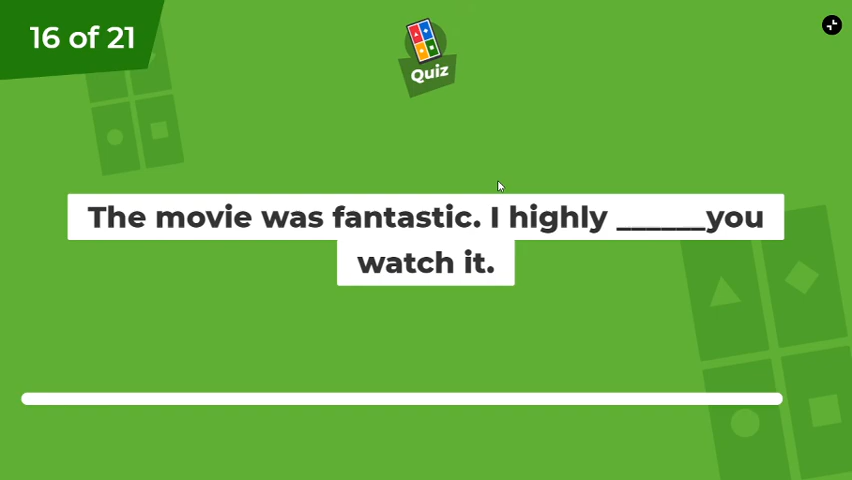 16 of 21
Quiz
The movie was fantastic. I highly ______you
watch it.